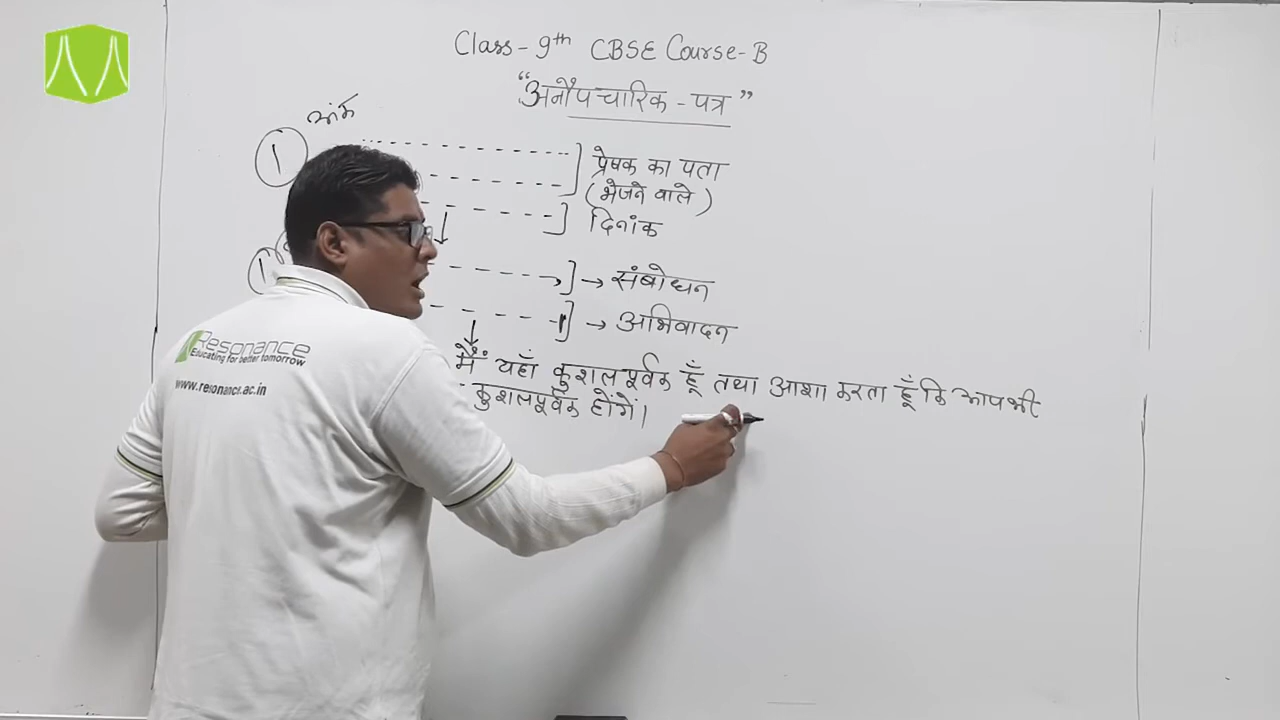 Class - 9th CBSE Course-B
"अनौपचारिक - पत्र"
अंक
1 प्रेषक का पता
(भेजने वाले)
दिनांक
1 → संबोधन
→ अभिवादन
मैं यहाँ कुशलपूर्वक हूँ तथा आशा करता हूँ कि आपभी
कुशलपूर्वक होंगें।
Resonance
Educating for better tomorrow
www.resonance.ac.in